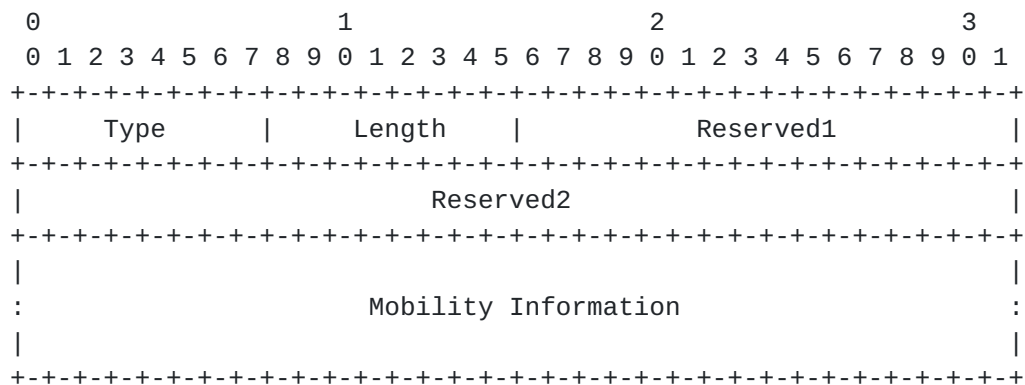 0                   1                   2                   3
 0 1 2 3 4 5 6 7 8 9 0 1 2 3 4 5 6 7 8 9 0 1 2 3 4 5 6 7 8 9 0 1
+-+-+-+-+-+-+-+-+-+-+-+-+-+-+-+-+-+-+-+-+-+-+-+-+-+-+-+-+-+-+-+-+
|     Type      |     Length    |           Reserved1           |
+-+-+-+-+-+-+-+-+-+-+-+-+-+-+-+-+-+-+-+-+-+-+-+-+-+-+-+-+-+-+-+-+
|                          Reserved2                            |
+-+-+-+-+-+-+-+-+-+-+-+-+-+-+-+-+-+-+-+-+-+-+-+-+-+-+-+-+-+-+-+-+
|                                                               |
:                      Mobility Information                     :
|                                                               |
+-+-+-+-+-+-+-+-+-+-+-+-+-+-+-+-+-+-+-+-+-+-+-+-+-+-+-+-+-+-+-+-+